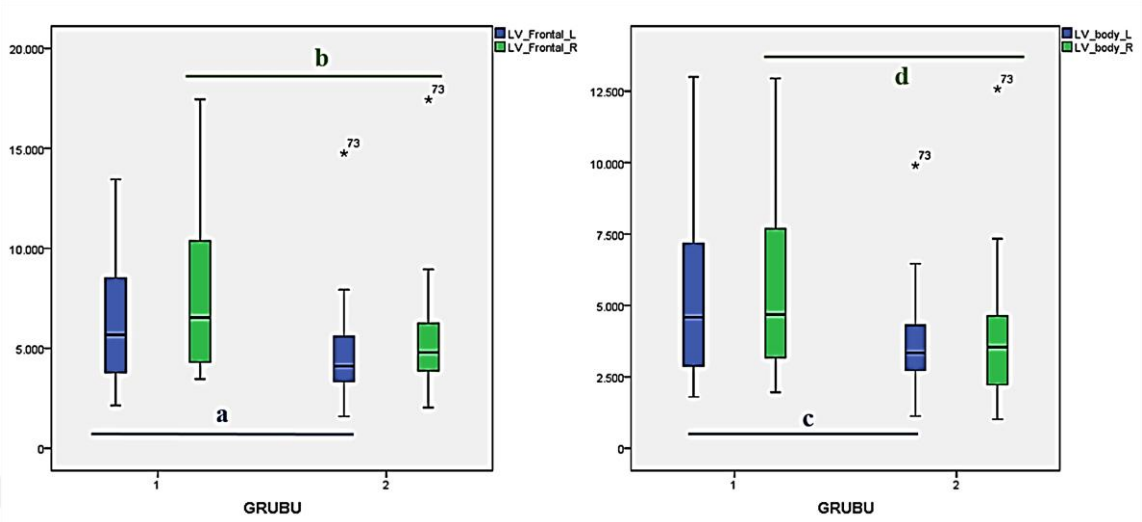 LV_Frontal_L
LV_Frontal_R
20.000
15.000
10.000
5.000
0
b
73
73
a
1
2
GRUBU
LV_body_L
LV_body_R
12.500
10.000
7.500
5.000
2.500
0
d
73
73
c
1
2
GRUBU